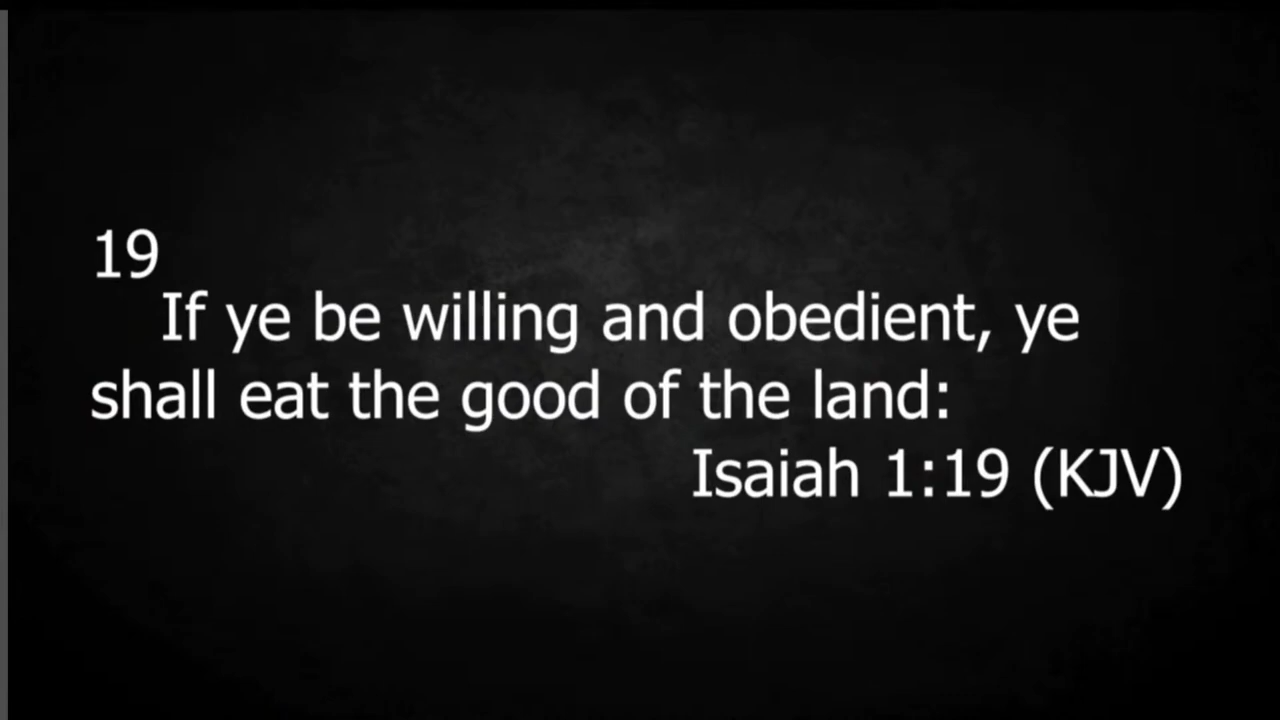 19
If ye be willing and obedient, ye
shall eat the good of the land:
Isaiah 1:19 (KJV)